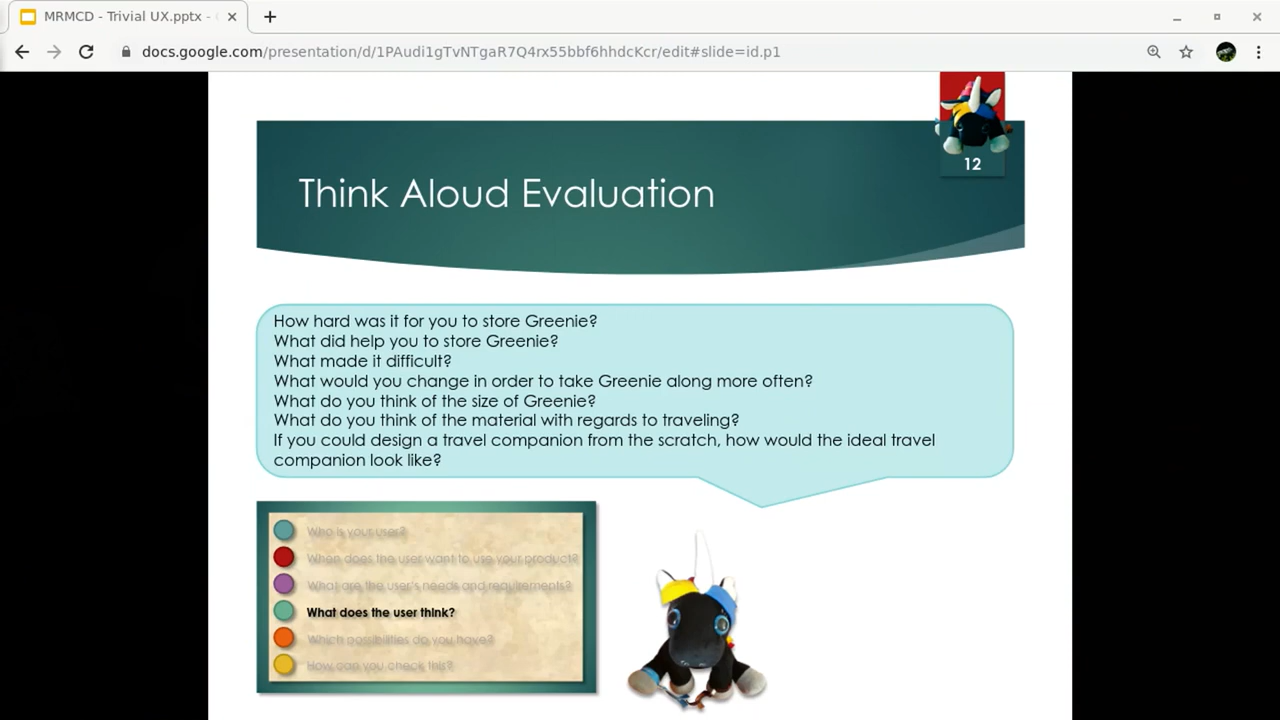 MRMCD - Trivial UX.pptx -
docs.google.com/presentation/d/1PAudi1gTvNTgaR7Q4rx55bbf6hhdcKcr/edit#slide=id.p1
12
Think Aloud Evaluation
How hard was it for you to store Greenie?
What did help you to store Greenie?
What made it difficult?
What would you change in order to take Greenie along more often?
What do you think of the size of Greenie?
What do you think of the material with regards to traveling?
If you could design a travel companion from the scratch, how would the ideal travel
companion look like?
Who is your user?
When does the user want to use your product?
What are the user's needs and requirements?
What does the user think?
Which possibilities do you have?
How can you check this?